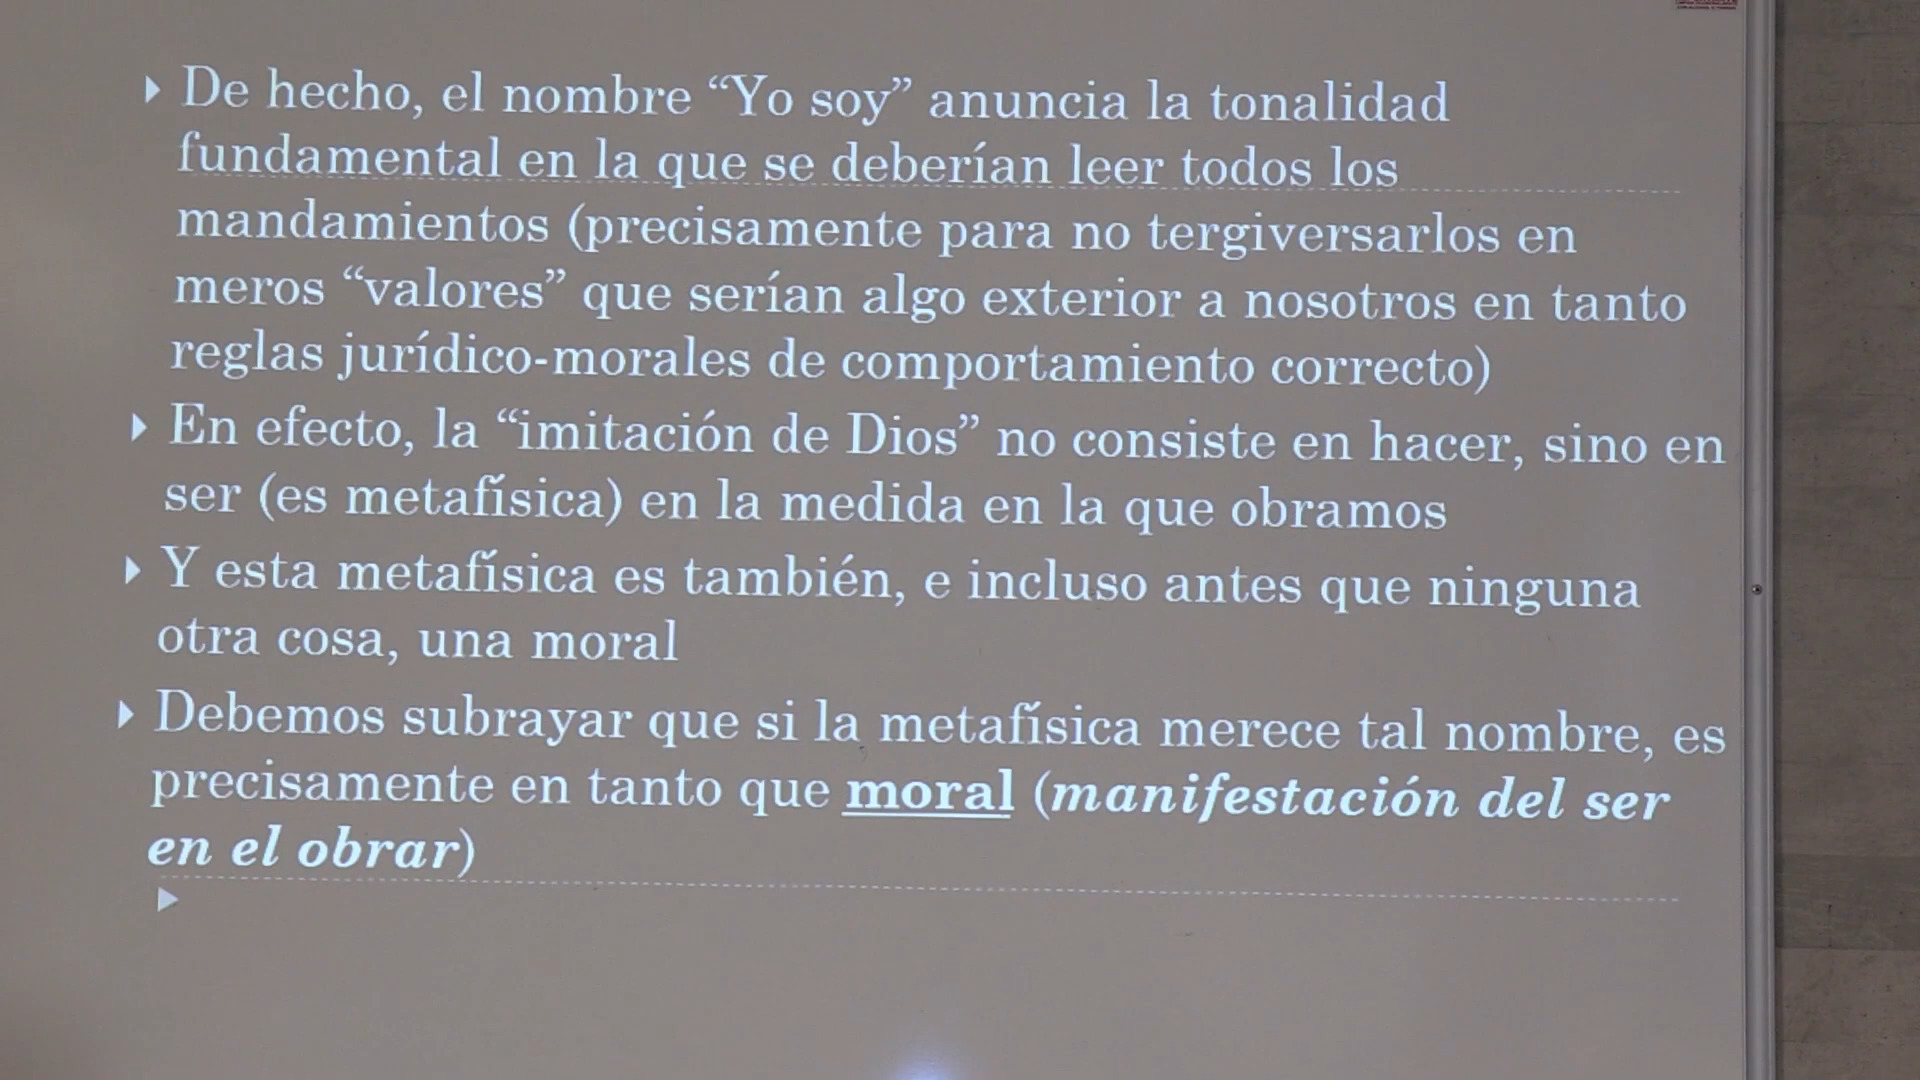 De hecho, el nombre “Yo soy” anuncia la tonalidad
fundamental en la que se deberían leer todos los
mandamientos (precisamente para no tergiversarlos en
meros “valores” que serían algo exterior a nosotros en tanto
reglas jurídico-morales de comportamiento correcto)
En efecto, la “imitación de Dios” no consiste en hacer, sino en
ser (es metafísica) en la medida en la que obramos
Y esta metafísica es también, e incluso antes que ninguna
otra cosa, una moral
Debemos subrayar que si la metafísica merece tal nombre, es
precisamente en tanto que moral (manifestación del ser
en el obrar)